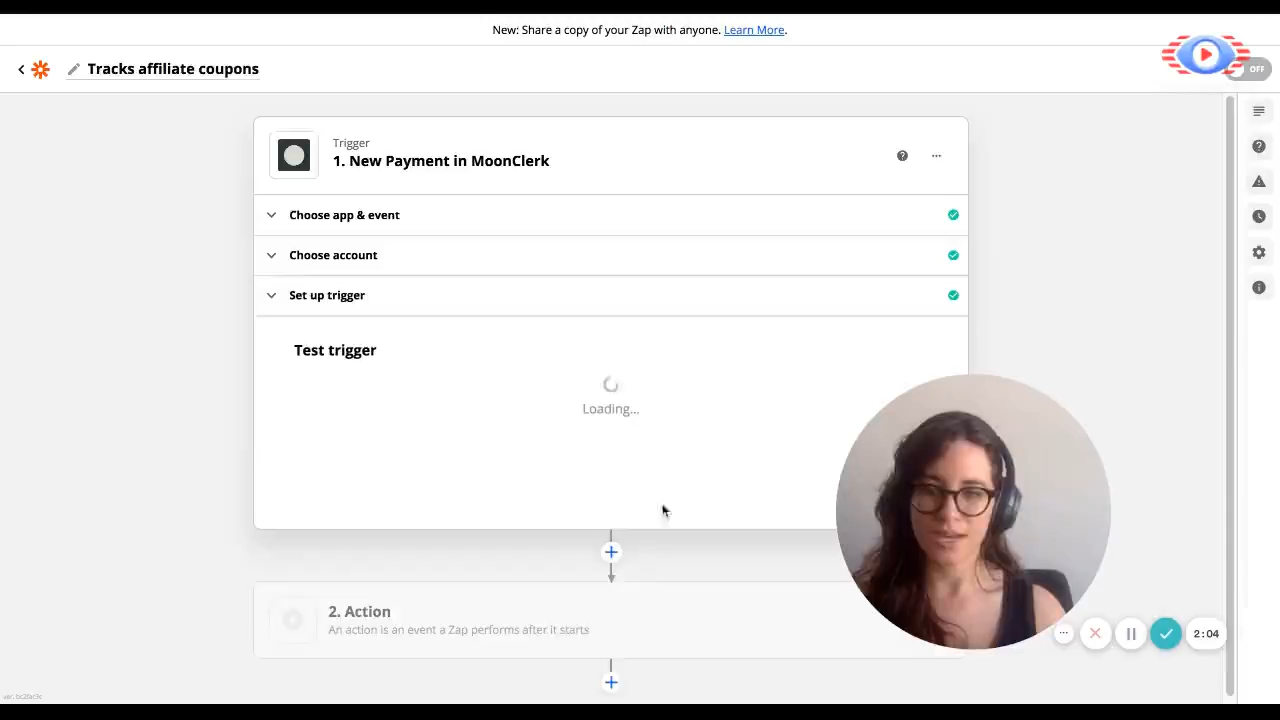 New: Share a copy of your Zap with anyone. Learn More.
Tracks affiliate coupons
OFF
Trigger
1. New Payment in MoonClerk
Choose app & event
Choose account
Set up trigger
Test trigger
Loading...
2. Action
An action is an event a Zap performs after it starts
2:04